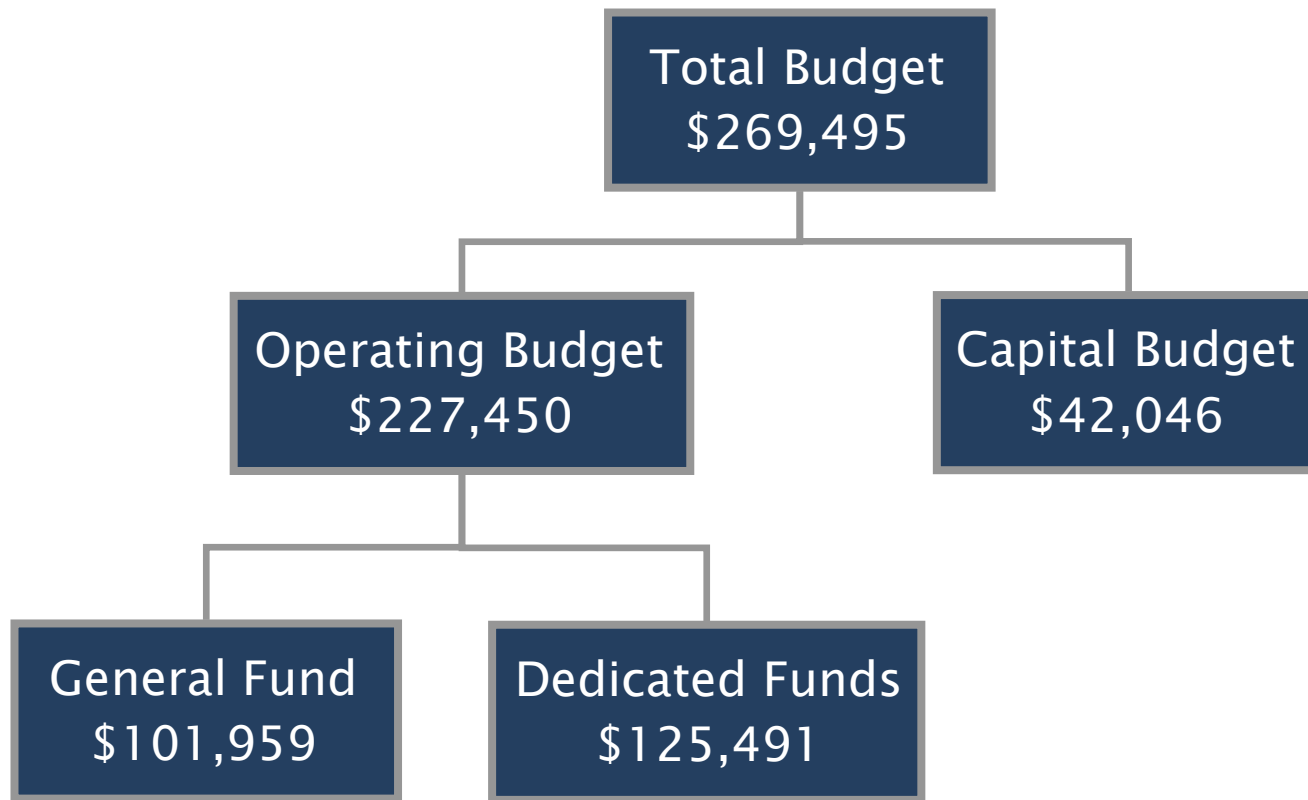 Total Budget
$269,495
Operating Budget
$227,450
Capital Budget
$42,046
General Fund
$101,959
Dedicated Funds
$125,491